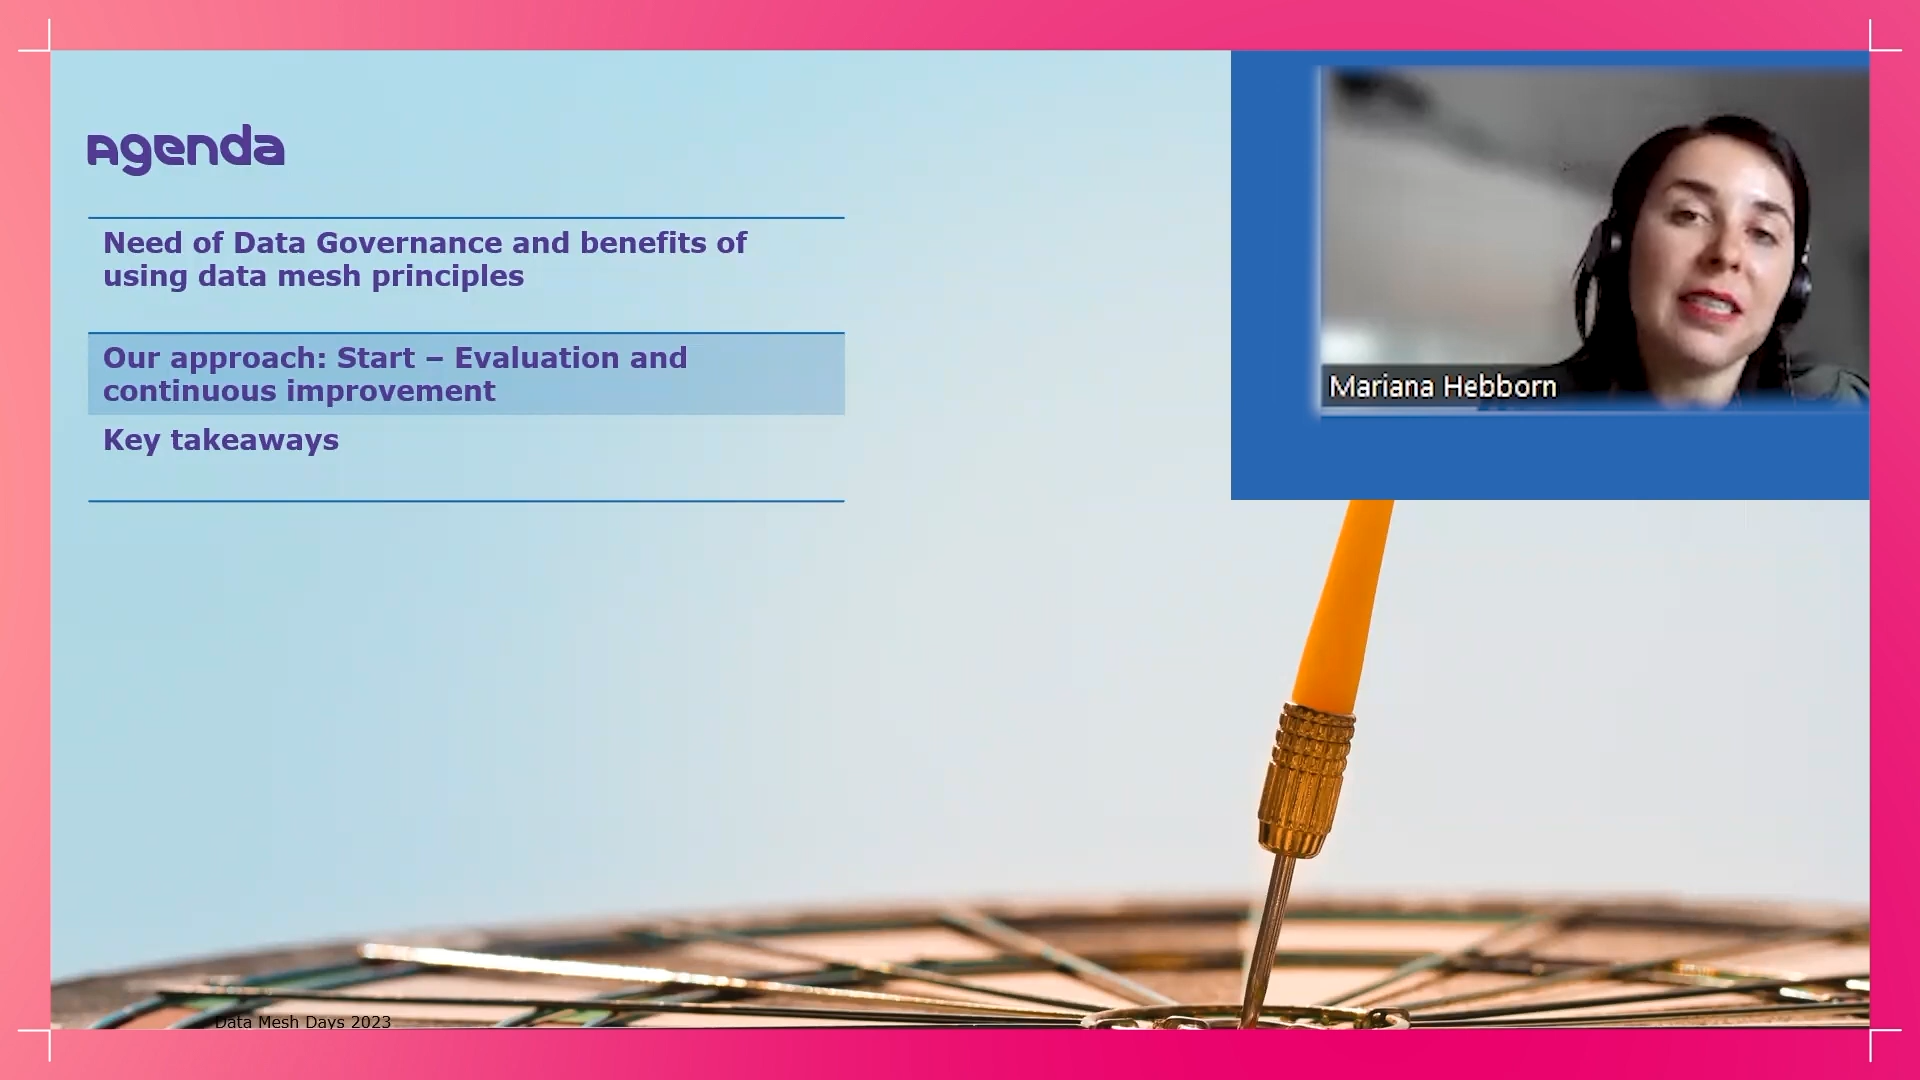 Agenda
Need of Data Governance and benefits of
using data mesh principles
Our approach: Start – Evaluation and
continuous improvement
Key takeaways
Mariana Hebborn
Data Mesh Days 2023